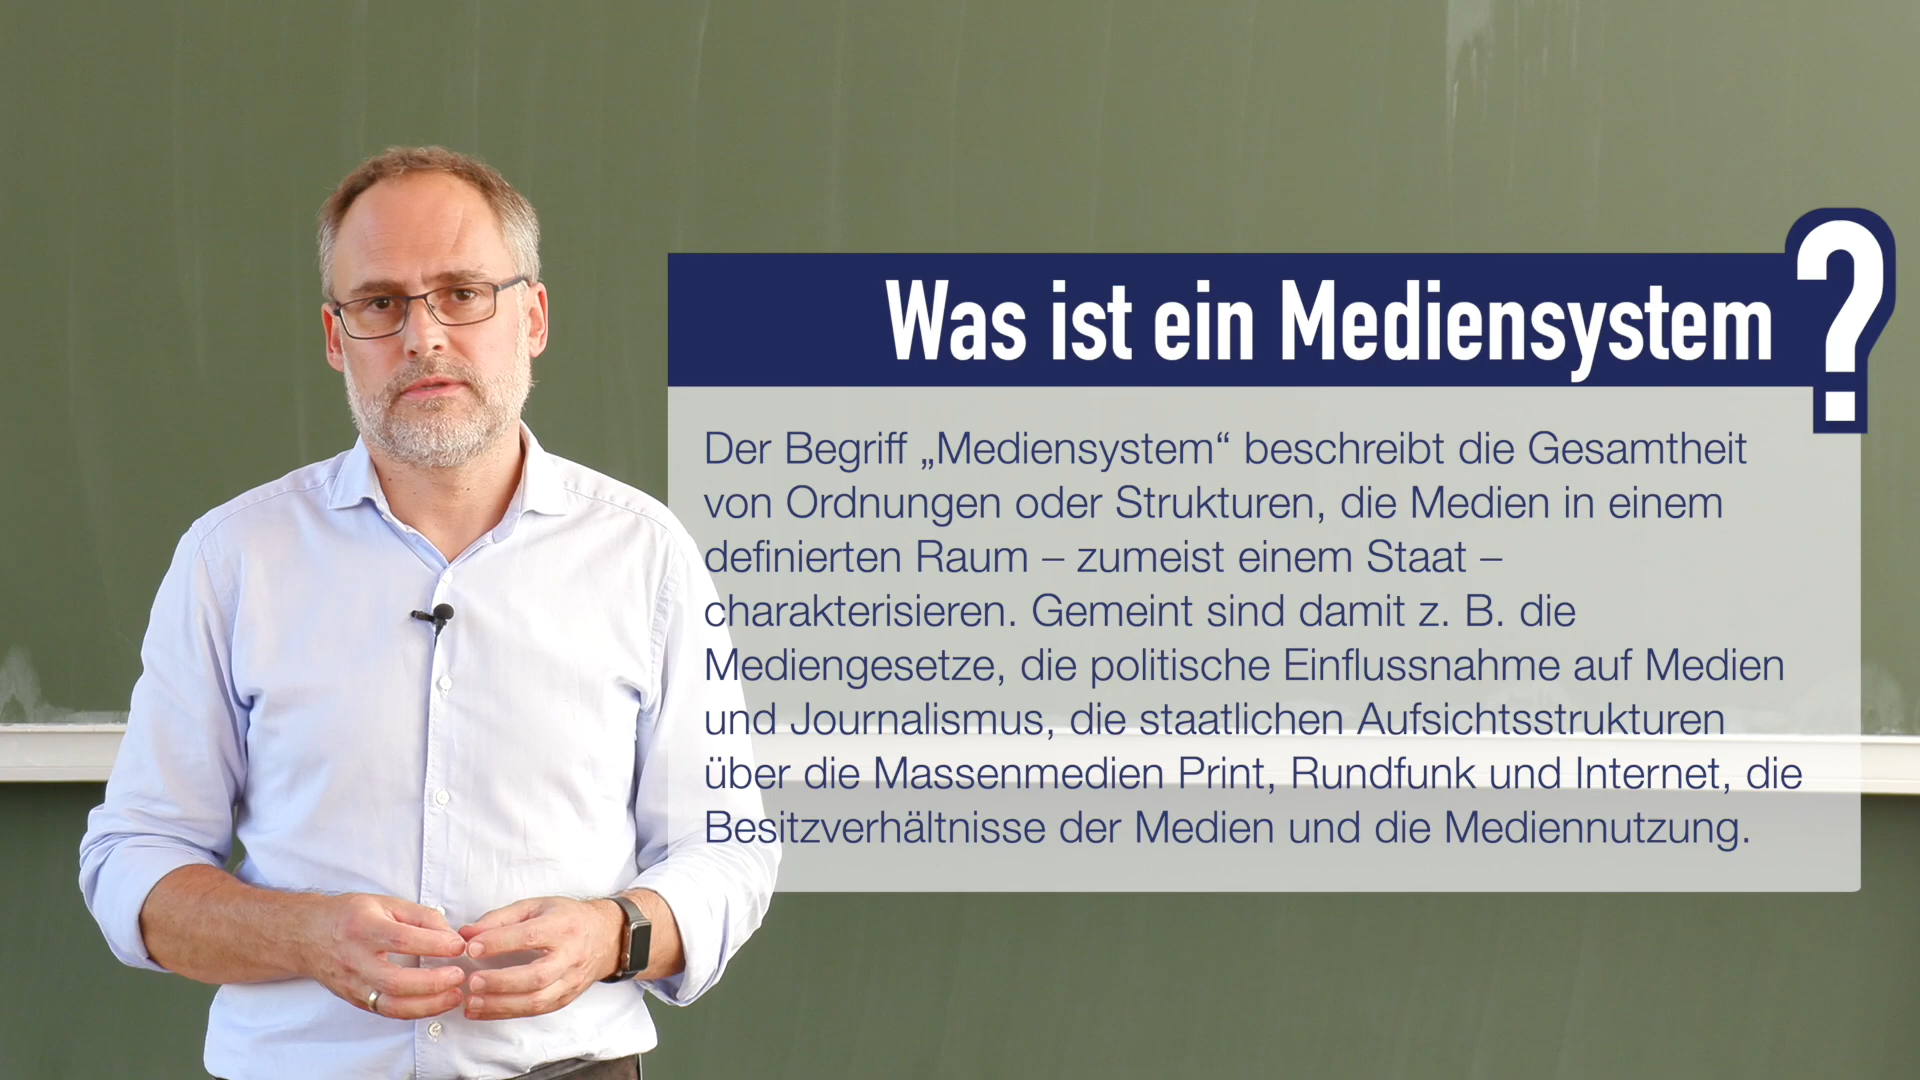 Was ist ein Mediensystem?
Der Begriff „Mediensystem“ beschreibt die Gesamtheit
von Ordnungen oder Strukturen, die Medien in einem
definierten Raum – zumeist einem Staat –
charakterisieren. Gemeint sind damit z. B. die
Mediengesetze, die politische Einflussnahme auf Medien
und Journalismus, die staatlichen Aufsichtsstrukturen
über die Massenmedien Print, Rundfunk und Internet, die
Besitzverhältnisse der Medien und die Mediennutzung.